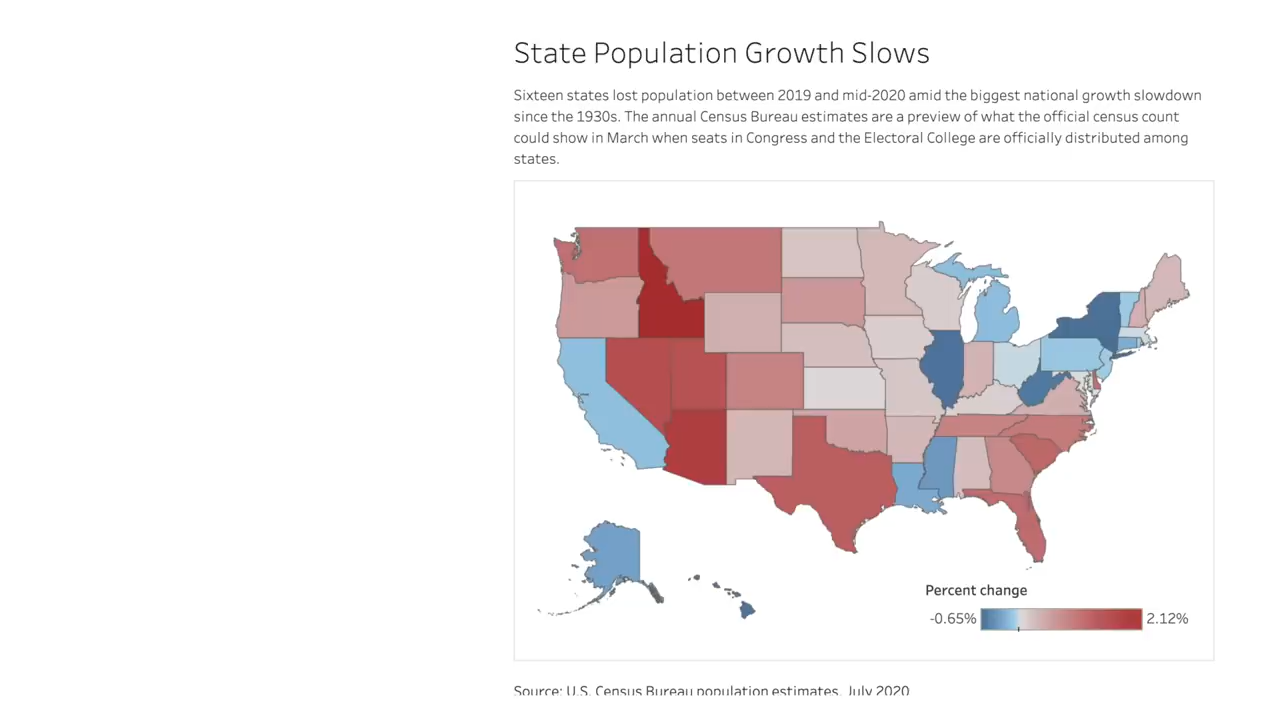 State Population Growth Slows
Sixteen states lost population between 2019 and mid-2020 amid the biggest national growth slowdown
since the 1930s. The annual Census Bureau estimates are a preview of what the official census count
could show in March when seats in Congress and the Electoral College are officially distributed among
states.
Percent change
-0.65% 2.12%
Source: U.S. Census Bureau population estimates, July 2020